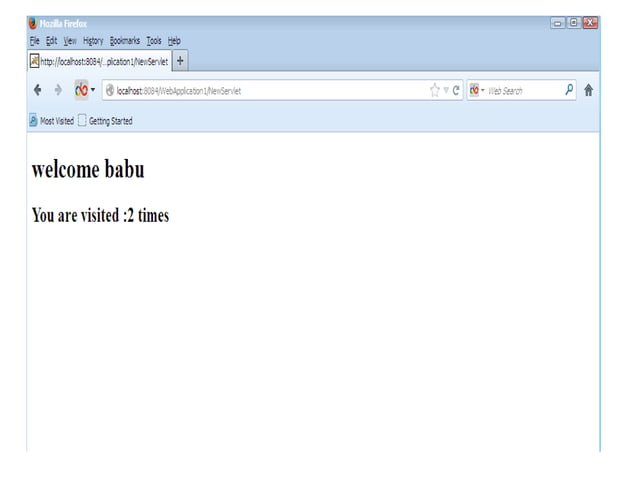 Mozilla Firefox
File Edit View History Bookmarks Tools Help
http://localhost:8084/...plication1/NewServlet +
localhost:8084/WebApplication1/NewServlet
Web Search
Most Visited Getting Started
welcome babu
You are visited :2 times